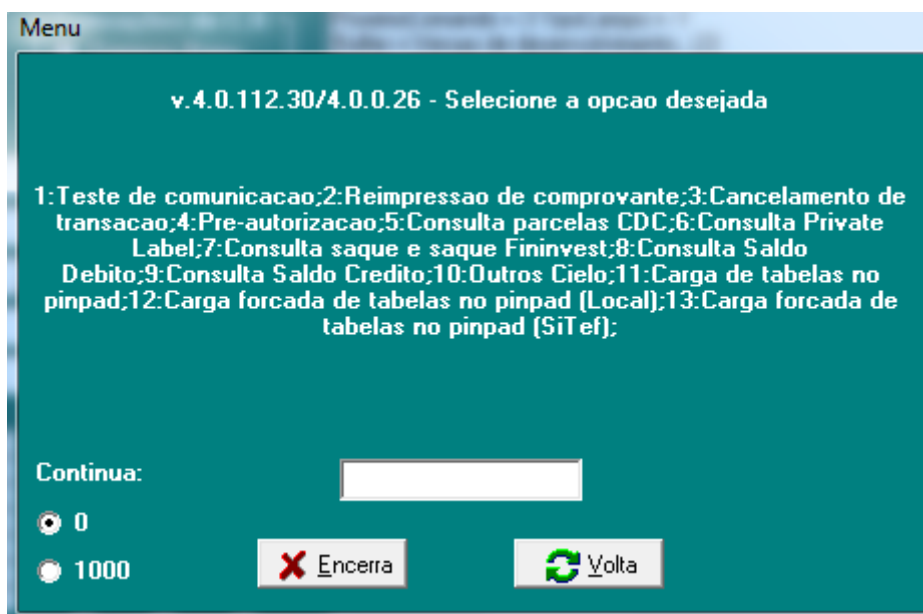 Menu
v.4.0.112.30/4.0.0.26 - Selecione a opcao desejada
1:Teste de comunicacao;2:Reimpressao de comprovante;3:Cancelamento de
transacao;4:Pre-autorizacao;5:Consulta parcelas CDC;6:Consulta Private
Label;7:Consulta saque e saque Fininvest;8:Consulta Saldo
Debito;9:Consulta Saldo Credito;10:Outros Cielo;11:Carga de tabelas no
pinpad;12:Carga forcada de tabelas no pinpad (Local);13:Carga forcada de
tabelas no pinpad (SiTef);
Continua:
0
1000
Encerra
Volta